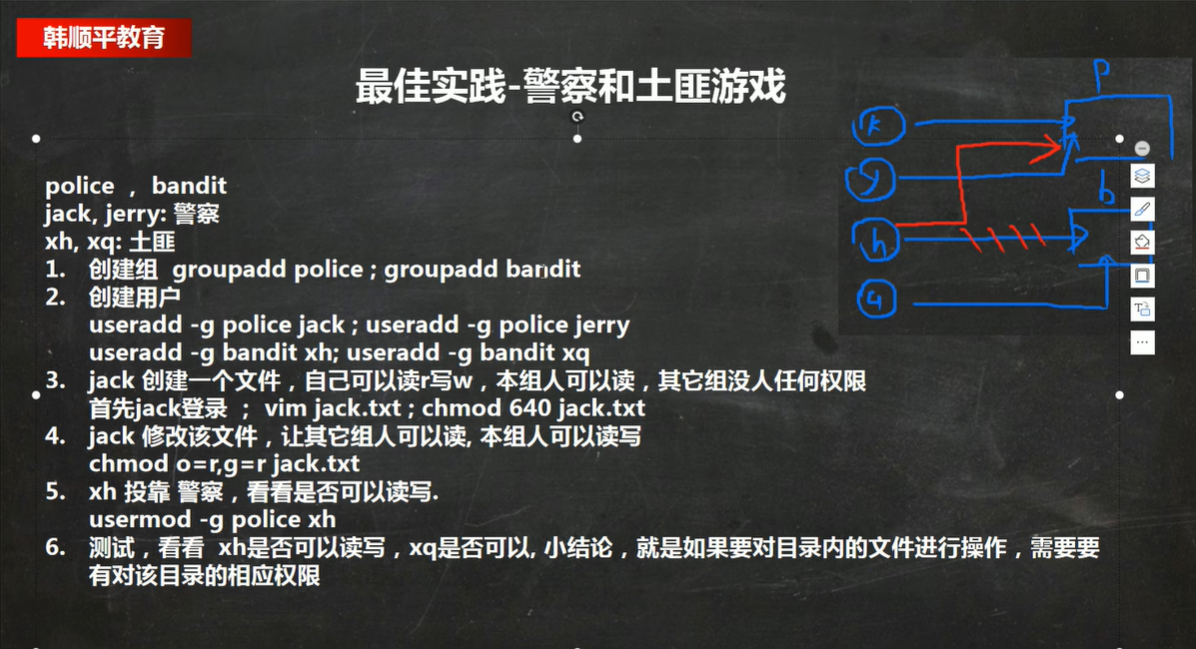 韩顺平教育
最佳实践-警察和土匪游戏
police ， bandit
jack, jerry: 警察
xh, xq: 土匪
1. 创建组 groupadd police ; groupadd bandit
2. 创建用户
useradd -g police jack ; useradd -g police jerry
useradd -g bandit xh; useradd -g bandit xq
3. jack 创建一个文件，自己可以读r写w，本组人可以读，其它组没人任何权限
首先jack登录 ； vim jack.txt ; chmod 640 jack.txt
4. jack 修改该文件，让其它组人可以读, 本组人可以读写
chmod o=r,g=r jack.txt
5. xh 投靠 警察，看看是否可以读写.
usermod -g police xh
6. 测试，看看 xh是否可以读写，xq是否可以, 小结论，就是如果要对目录内的文件进行操作，需要要
有对该目录的相应权限
p
k
y
b
h